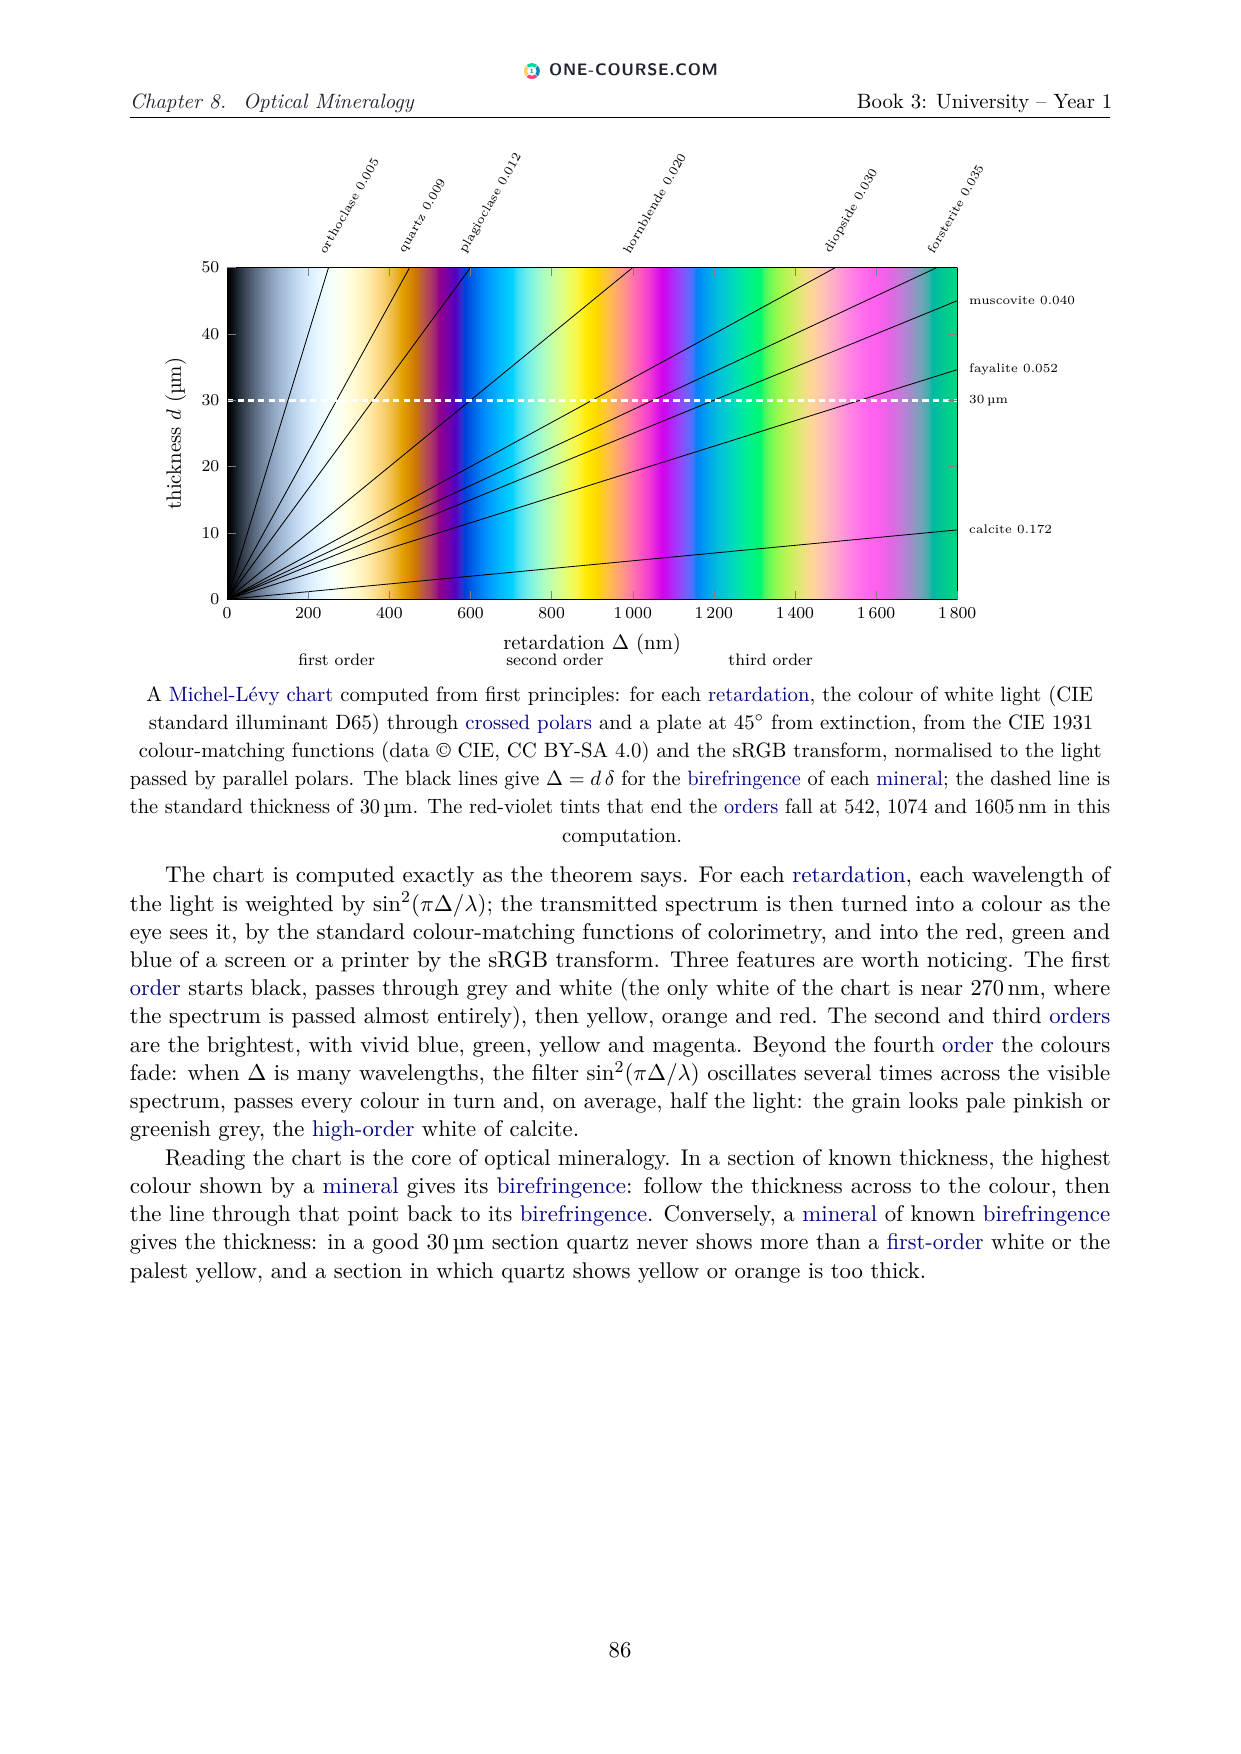 ONE-COURSE.COM
Chapter 8. Optical Mineralogy
Book 3: University – Year 1
orthoclase 0.005
quartz 0.009
plagioclase 0.012
hornblende 0.020
diopside 0.030
forsterite 0.035
50
40
30
20
10
0
thickness d (µm)
muscovite 0.040
fayalite 0.052
30 µm
calcite 0.172
0 200 400 600 800 1 000 1 200 1 400 1 600 1 800
retardation Δ (nm)
first order second order third order
A Michel-Lévy chart computed from first principles: for each retardation, the colour of white light (CIE
standard illuminant D65) through crossed polars and a plate at 45° from extinction, from the CIE 1931
colour-matching functions (data © CIE, CC BY-SA 4.0) and the sRGB transform, normalised to the light
passed by parallel polars. The black lines give Δ = d δ for the birefringence of each mineral; the dashed line is
the standard thickness of 30 µm. The red-violet tints that end the orders fall at 542, 1074 and 1605 nm in this
computation.
The chart is computed exactly as the theorem says. For each retardation, each wavelength of
the light is weighted by sin²(πΔ/λ); the transmitted spectrum is then turned into a colour as the
eye sees it, by the standard colour-matching functions of colorimetry, and into the red, green and
blue of a screen or a printer by the sRGB transform. Three features are worth noticing. The first
order starts black, passes through grey and white (the only white of the chart is near 270 nm, where
the spectrum is passed almost entirely), then yellow, orange and red. The second and third orders
are the brightest, with vivid blue, green, yellow and magenta. Beyond the fourth order the colours
fade: when Δ is many wavelengths, the filter sin²(πΔ/λ) oscillates several times across the visible
spectrum, passes every colour in turn and, on average, half the light: the grain looks pale pinkish or
greenish grey, the high-order white of calcite.
Reading the chart is the core of optical mineralogy. In a section of known thickness, the highest
colour shown by a mineral gives its birefringence: follow the thickness across to the colour, then
the line through that point back to its birefringence. Conversely, a mineral of known birefringence
gives the thickness: in a good 30 µm section quartz never shows more than a first-order white or the
palest yellow, and a section in which quartz shows yellow or orange is too thick.
86